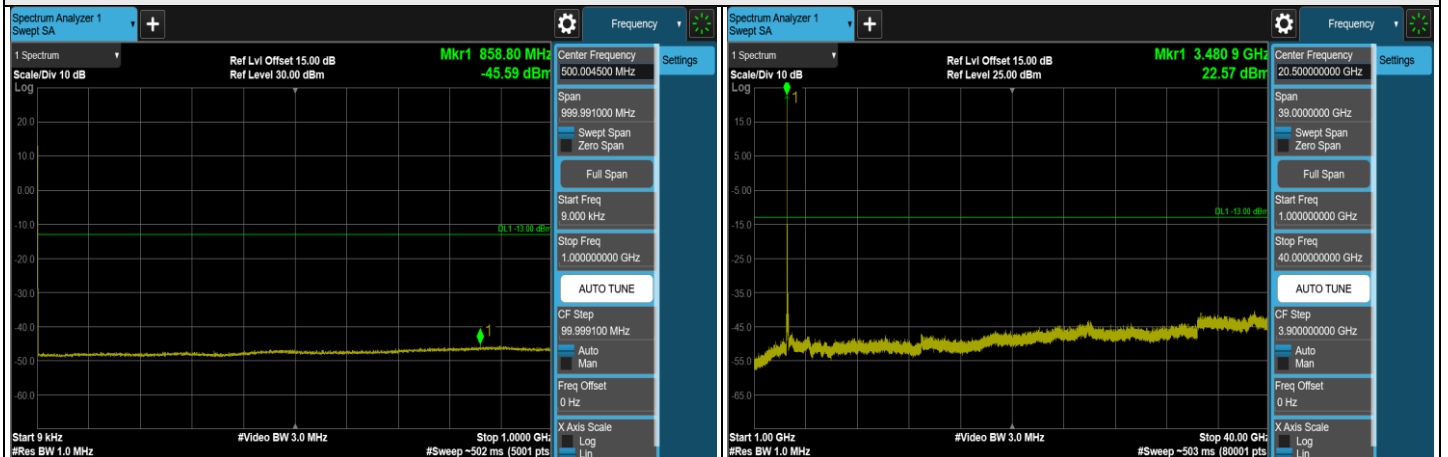 Spectrum Analyzer 1
Swept SA
+
Frequency
1 Spectrum
Scale/Div 10 dB
Log
Ref Lvl Offset 15.00 dB
Ref Level 30.00 dBm
Mkr1 858.80 MHz
-45.59 dBm
20.0
10.0
0.00
-10.0
-20.0
-30.0
-40.0
-50.0
-60.0
DL1 -13.00 dBm
1
Start 9 kHz
#Res BW 1.0 MHz
#Video BW 3.0 MHz
Stop 1.0000 GHz
#Sweep ~502 ms (5001 pts
Center Frequency
500.004500 MHz
Settings
Span
999.991000 MHz
Swept Span
Zero Span
Full Span
Start Freq
9.000 kHz
Stop Freq
1.000000000 GHz
AUTO TUNE
CF Step
99.999100 MHz
Auto
Man
Freq Offset
0 Hz
X Axis Scale
Log
Lin
Spectrum Analyzer 1
Swept SA
+
Frequency
1 Spectrum
Scale/Div 10 dB
Log
Ref Lvl Offset 15.00 dB
Ref Level 25.00 dBm
Mkr1 3.480 9 GHz
22.57 dBm
1
15.0
5.00
-5.00
-15.0
-25.0
-35.0
-45.0
-55.0
-65.0
DL1 -13.00 dBm
Start 1.00 GHz
#Res BW 1.0 MHz
#Video BW 3.0 MHz
Stop 40.00 GHz
#Sweep ~503 ms (80001 pts
Center Frequency
20.500000000 GHz
Settings
Span
39.0000000 GHz
Swept Span
Zero Span
Full Span
Start Freq
1.000000000 GHz
Stop Freq
40.000000000 GHz
AUTO TUNE
CF Step
3.900000000 GHz
Auto
Man
Freq Offset
0 Hz
X Axis Scale
Log
Lin